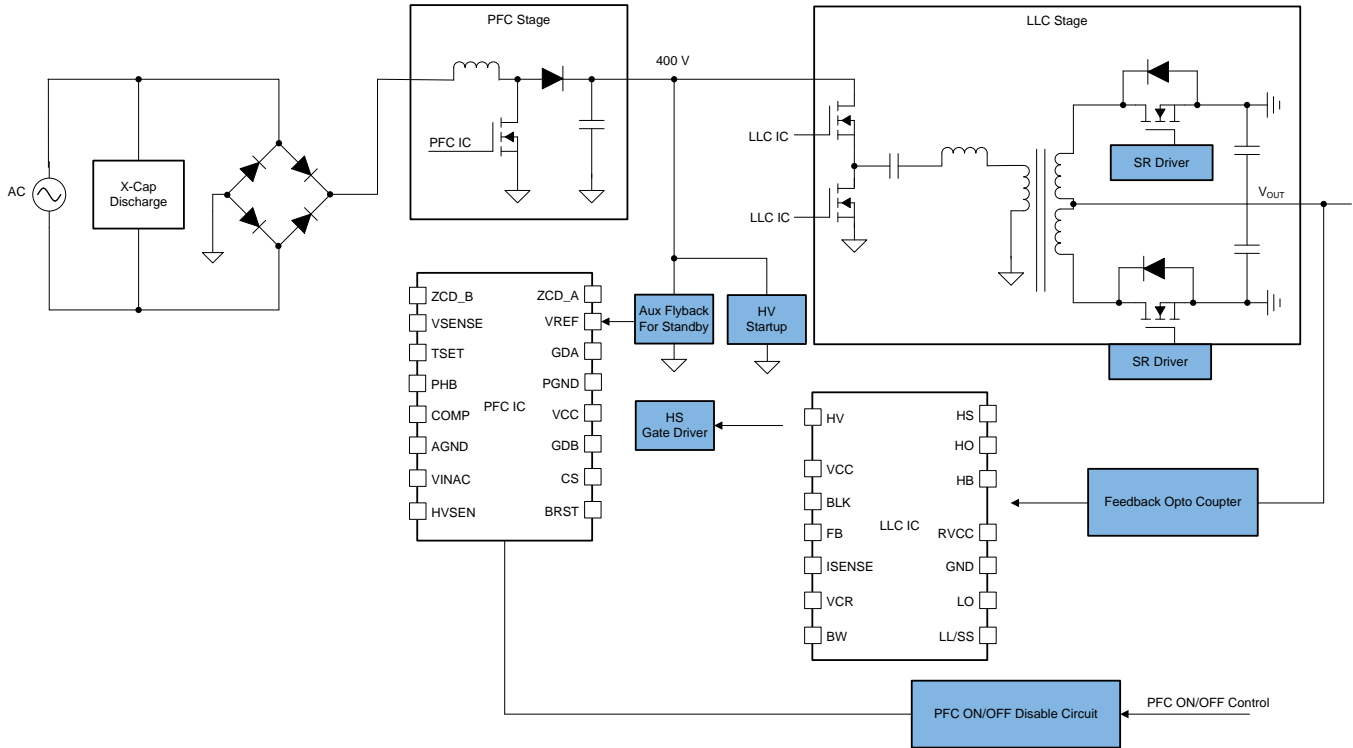 PFC Stage
LLC Stage
400 V
AC
X-Cap
Discharge
PFC IC
LLC IC
LLC IC
SR Driver
VOUT
SR Driver
ZCD_B
VSENSE
TSET
PHB
COMP
AGND
VINAC
HVSEN
PFC IC
ZCD_A
VREF
GDA
PGND
VCC
GDB
CS
BRST
Aux Flyback
For Standby
HV
Startup
HS
Gate Driver
HV
VCC
BLK
FB
ISENSE
VCR
BW
LLC IC
HS
HO
HB
RVCC
GND
LO
LL/SS
Feedback Opto Coupter
PFC ON/OFF Disable Circuit
PFC ON/OFF Control